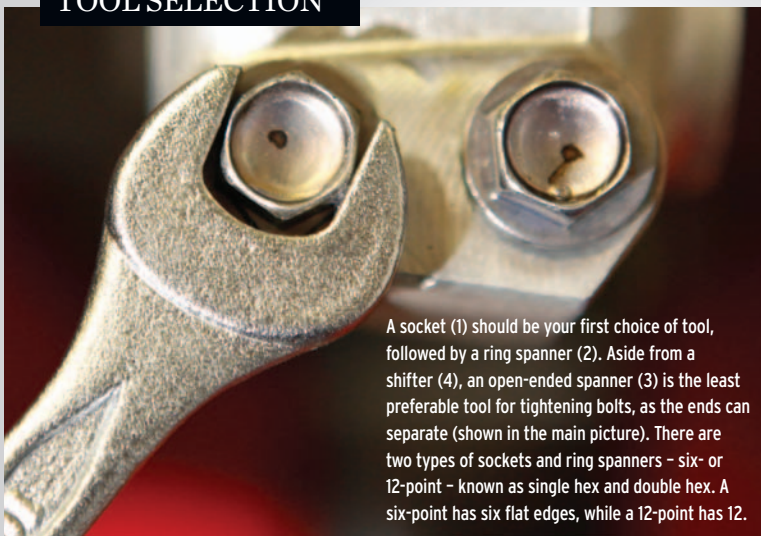 TOOL SELECTION
A socket (1) should be your first choice of tool,
followed by a ring spanner (2). Aside from a
shifter (4), an open-ended spanner (3) is the least
preferable tool for tightening bolts, as the ends can
separate (shown in the main picture). There are
two types of sockets and ring spanners – six- or
12-point – known as single hex and double hex. A
six-point has six flat edges, while a 12-point has 12.